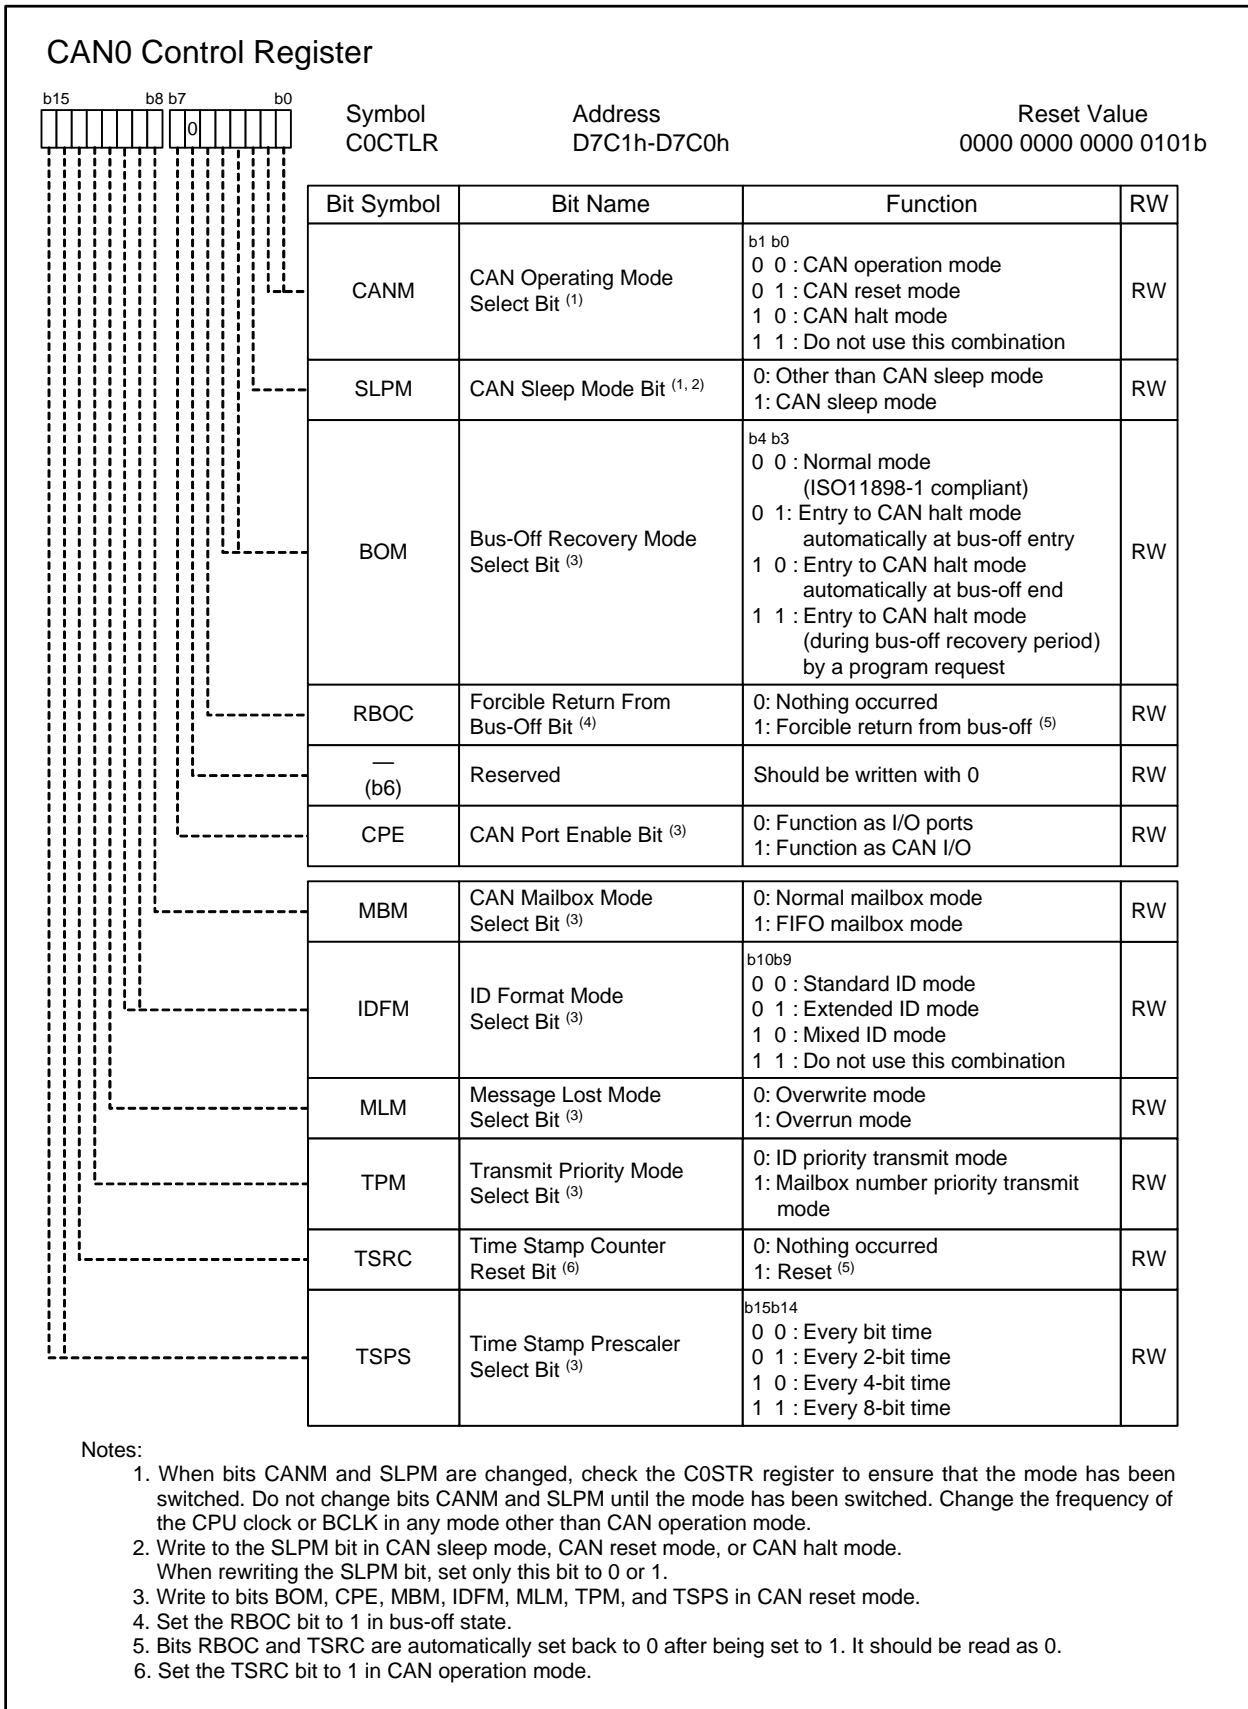 CAN0 Control Register
b15 b8 b7 b0
0
Symbol Address Reset Value
C0CTLR D7C1h-D7C0h 0000 0000 0000 0101b
Bit Symbol Bit Name Function RW
CANM
CAN Operating Mode
Select Bit (1)
b1 b0
0 0 : CAN operation mode
0 1 : CAN reset mode
1 0 : CAN halt mode
1 1 : Do not use this combination
RW
SLPM
CAN Sleep Mode Bit (1, 2)
0: Other than CAN sleep mode
1: CAN sleep mode
RW
BOM
Bus-Off Recovery Mode
Select Bit (3)
b4 b3
0 0 : Normal mode
(ISO11898-1 compliant)
0 1: Entry to CAN halt mode
automatically at bus-off entry
1 0 : Entry to CAN halt mode
automatically at bus-off end
1 1 : Entry to CAN halt mode
(during bus-off recovery period)
by a program request
RW
RBOC
Forcible Return From
Bus-Off Bit (4)
0: Nothing occurred
1: Forcible return from bus-off (5)
RW
—
(b6)
Reserved
Should be written with 0
RW
CPE
CAN Port Enable Bit (3)
0: Function as I/O ports
1: Function as CAN I/O
RW
MBM
CAN Mailbox Mode
Select Bit (3)
0: Normal mailbox mode
1: FIFO mailbox mode
RW
IDFM
ID Format Mode
Select Bit (3)
b10b9
0 0 : Standard ID mode
0 1 : Extended ID mode
1 0 : Mixed ID mode
1 1 : Do not use this combination
RW
MLM
Message Lost Mode
Select Bit (3)
0: Overwrite mode
1: Overrun mode
RW
TPM
Transmit Priority Mode
Select Bit (3)
0: ID priority transmit mode
1: Mailbox number priority transmit
mode
RW
TSRC
Time Stamp Counter
Reset Bit (6)
0: Nothing occurred
1: Reset (5)
RW
TSPS
Time Stamp Prescaler
Select Bit (3)
b15b14
0 0 : Every bit time
0 1 : Every 2-bit time
1 0 : Every 4-bit time
1 1 : Every 8-bit time
RW
Notes:
1. When bits CANM and SLPM are changed, check the C0STR register to ensure that the mode has been
switched. Do not change bits CANM and SLPM until the mode has been switched. Change the frequency of
the CPU clock or BCLK in any mode other than CAN operation mode.
2. Write to the SLPM bit in CAN sleep mode, CAN reset mode, or CAN halt mode.
When rewriting the SLPM bit, set only this bit to 0 or 1.
3. Write to bits BOM, CPE, MBM, IDFM, MLM, TPM, and TSPS in CAN reset mode.
4. Set the RBOC bit to 1 in bus-off state.
5. Bits RBOC and TSRC are automatically set back to 0 after being set to 1. It should be read as 0.
6. Set the TSRC bit to 1 in CAN operation mode.